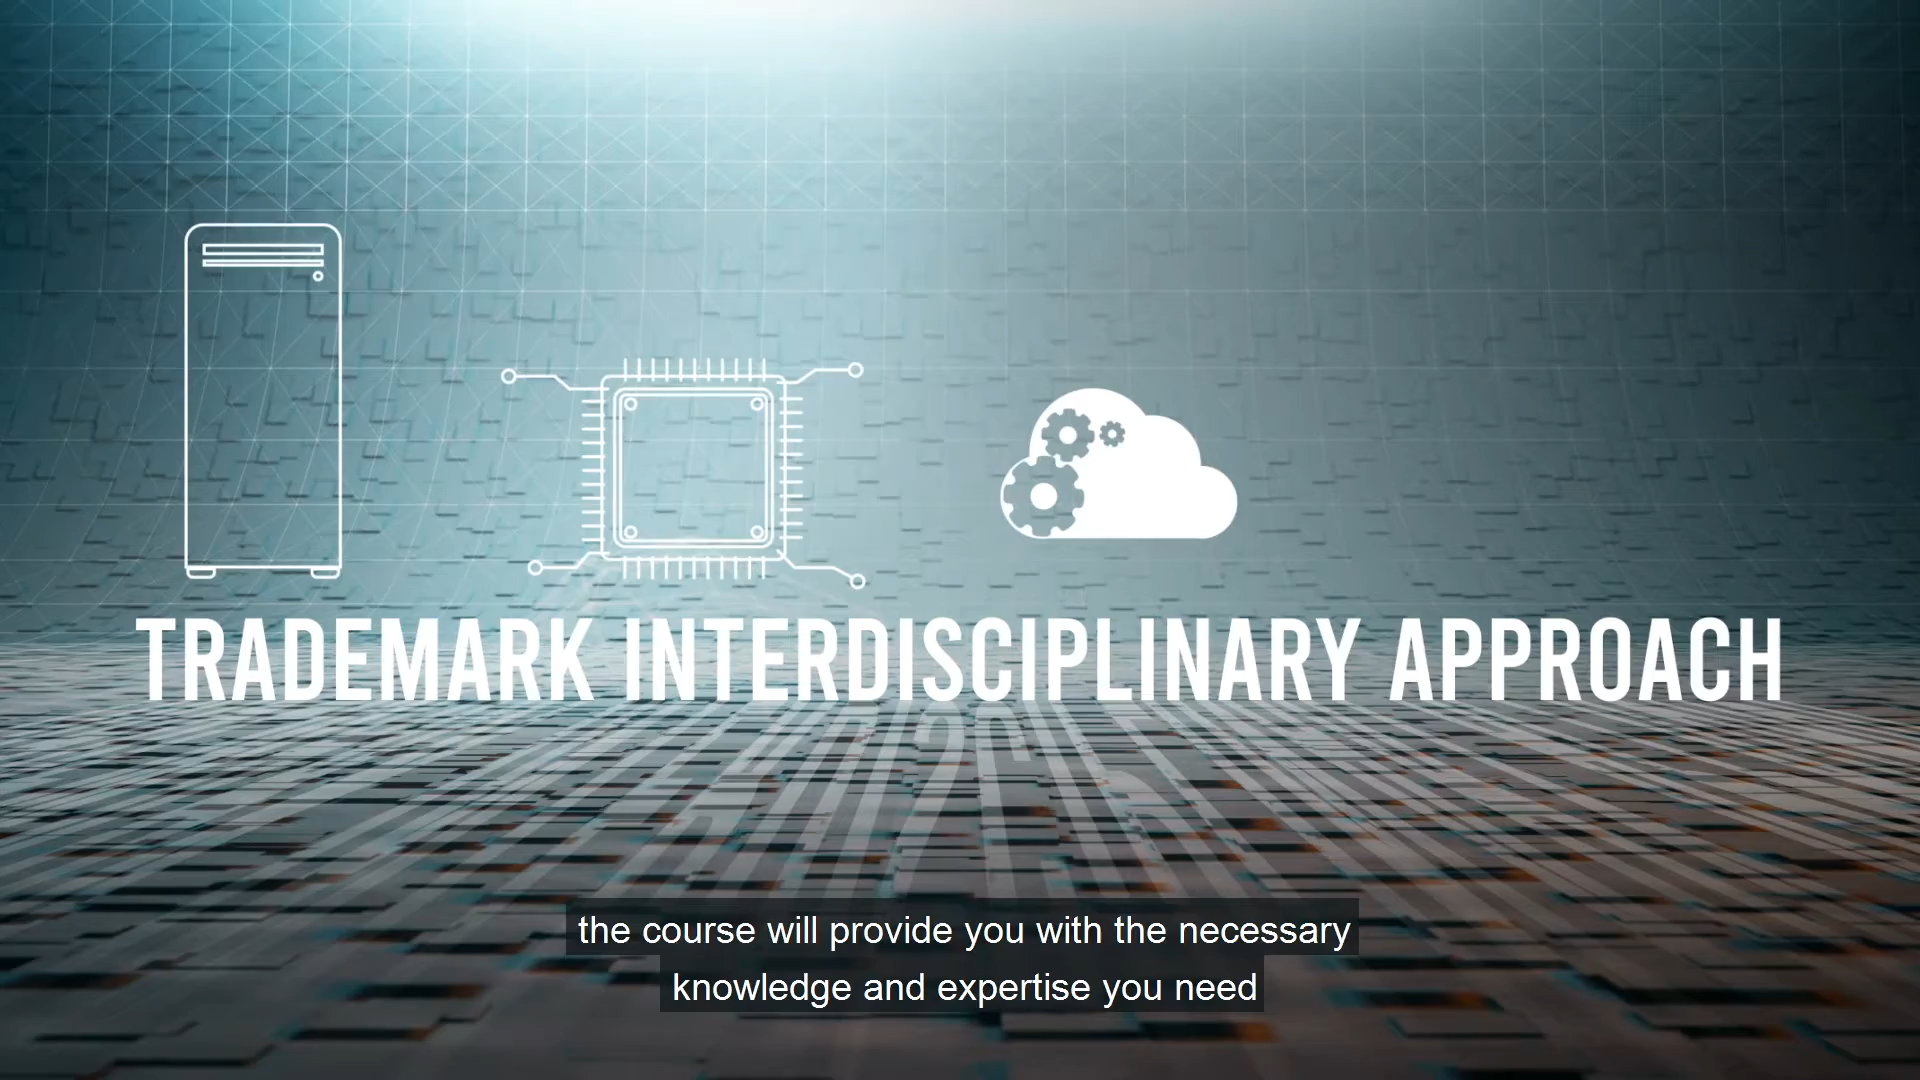 TRADEMARK INTERDISCIPLINARY APPROACH
the course will provide you with the necessary
knowledge and expertise you need